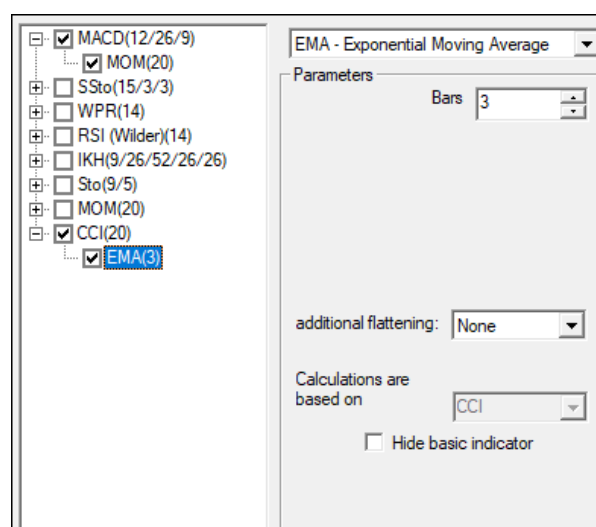 MACD(12/26/9)
MOM(20)
SSto(15/3/3)
WPR(14)
RSI (Wilder)(14)
IKH(9/26/52/26/26)
Sto(9/5)
MOM(20)
CCI(20)
EMA(3)
EMA - Exponential Moving Average
Parameters
Bars 3
additional flattening: None
Calculations are
based on CCI
Hide basic indicator